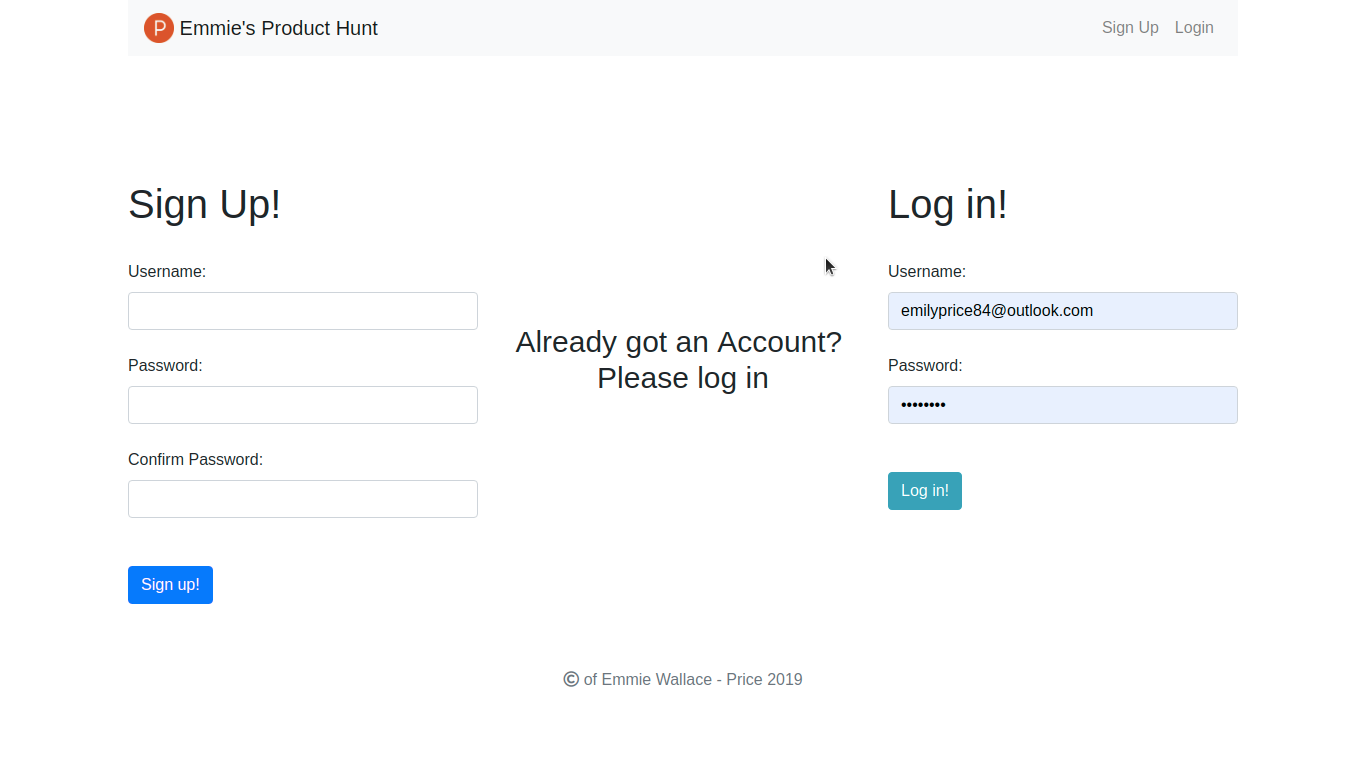 P Emmie's Product Hunt
Sign Up Login
Sign Up!
Username:
Password:
Confirm Password:
Sign up!
Already got an Account?
Please log in
Log in!
Username:
emilyprice84@outlook.com
Password:
••••••••
Log in!
© of Emmie Wallace - Price 2019